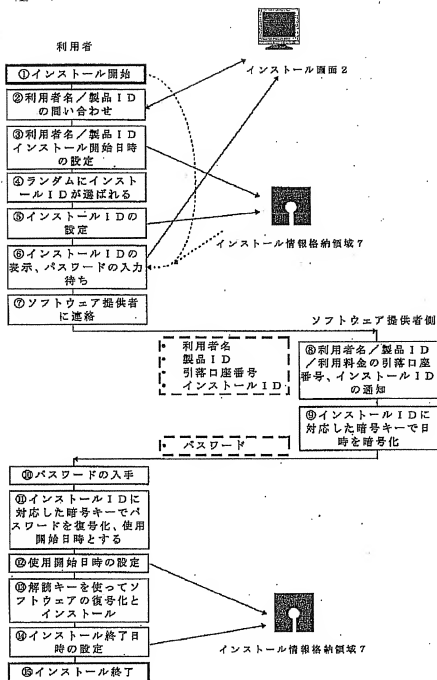 利用者
①インストール開始
インストール画面2
②利用者名/製品ID
の問い合わせ
③利用者名/製品ID
インストール開始日時
の設定
④ランダムにインスト
ールIDが選ばれる
⑤インストールIDの
設定
インストール情報格納領域7
⑥インストールIDの
表示、パスワードの入力
待ち
⑦ソフトウェア提供者
に連絡
ソフトウェア提供者側
・ 利用者名
・ 製品ID
・ 引落口座番号
・ インストールID
⑧利用者名/製品ID
/利用料金の引落口座
番号、インストールID
の通知
⑨インストールIDに
対応した暗号キーで日
時を暗号化
・ パスワード
⑩パスワードの入手
⑪インストールIDに
対応した暗号キーでパ
スワードを復号化、使用
開始日時とする
⑫使用開始日時の設定
⑬解読キーを使ってソ
フトウェアの復号化と
インストール
⑭インストール終了日
時の設定
インストール情報格納領域7
⑮インストール終了